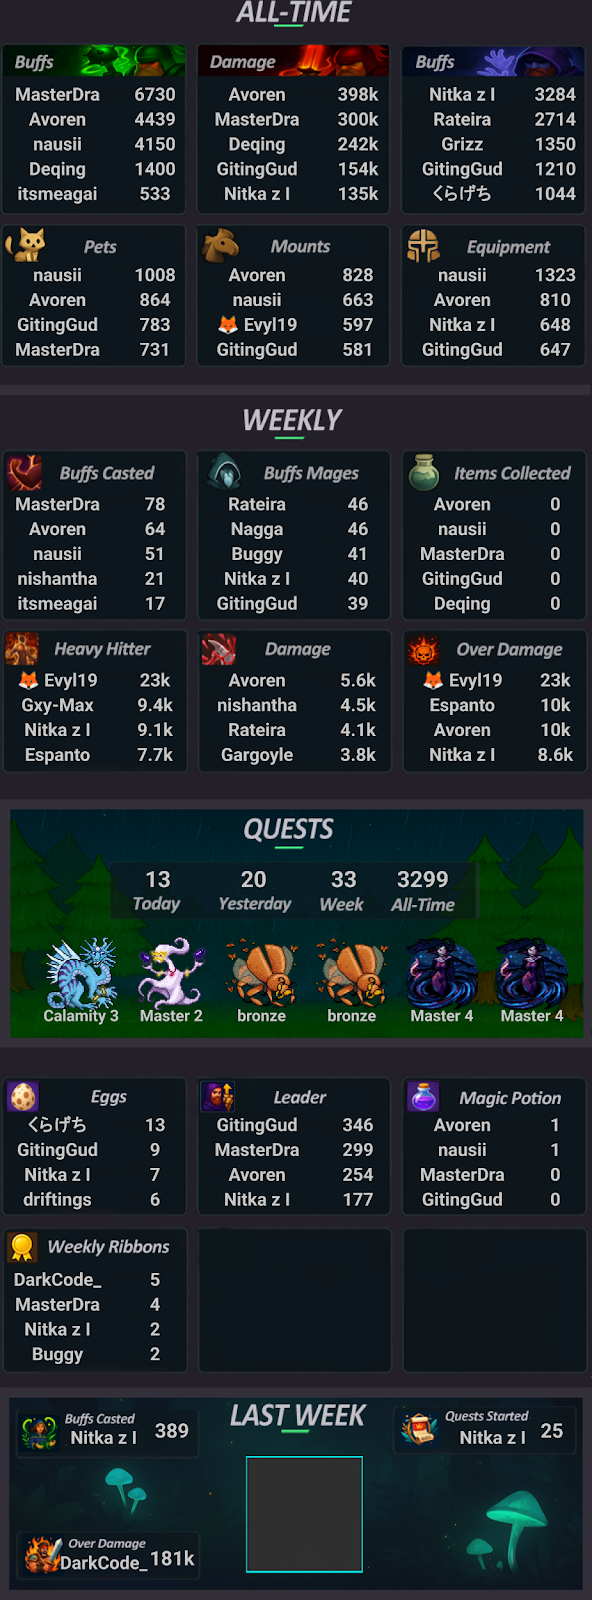 ALL-TIME
Buffs
MasterDra 6730
Avoren 4439
nausii 4150
Deqing 1400
itsmeagai 533
Damage
Avoren 398k
MasterDra 300k
Deqing 242k
GitingGud 154k
Nitka z I 135k
Buffs
Nitka z I 3284
Rateira 2714
Grizz 1350
GitingGud 1210
くらげち 1044
Pets
nausii 1008
Avoren 864
GitingGud 783
MasterDra 731
Mounts
Avoren 828
nausii 663
🦊 Evyl19 597
GitingGud 581
Equipment
nausii 1323
Avoren 810
Nitka z I 648
GitingGud 647
WEEKLY
Buffs Casted
MasterDra 78
Avoren 64
nausii 51
nishantha 21
itsmeagai 17
Buffs Mages
Rateira 46
Nagga 46
Buggy 41
Nitka z I 40
GitingGud 39
Items Collected
Avoren 0
nausii 0
MasterDra 0
GitingGud 0
Deqing 0
Heavy Hitter
🦊 Evyl19 23k
Gxy-Max 9.4k
Nitka z I 9.1k
Espanto 7.7k
Damage
Avoren 5.6k
nishantha 4.5k
Rateira 4.1k
Gargoyle 3.8k
Over Damage
🦊 Evyl19 23k
Espanto 10k
Avoren 10k
Nitka z I 8.6k
QUESTS
13 20 33 3299
Today Yesterday Week All-Time
Calamity 3 Master 2 bronze bronze Master 4 Master 4
Eggs
くらげち 13
GitingGud 9
Nitka z I 7
driftings 6
Leader
GitingGud 346
MasterDra 299
Avoren 254
Nitka z I 177
Magic Potion
Avoren 1
nausii 1
MasterDra 0
GitingGud 0
Weekly Ribbons
DarkCode_ 5
MasterDra 4
Nitka z I 2
Buggy 2
LAST WEEK
Buffs Casted
Nitka z I 389
Quests Started
Nitka z I 25
Over Damage
DarkCode_ 181k